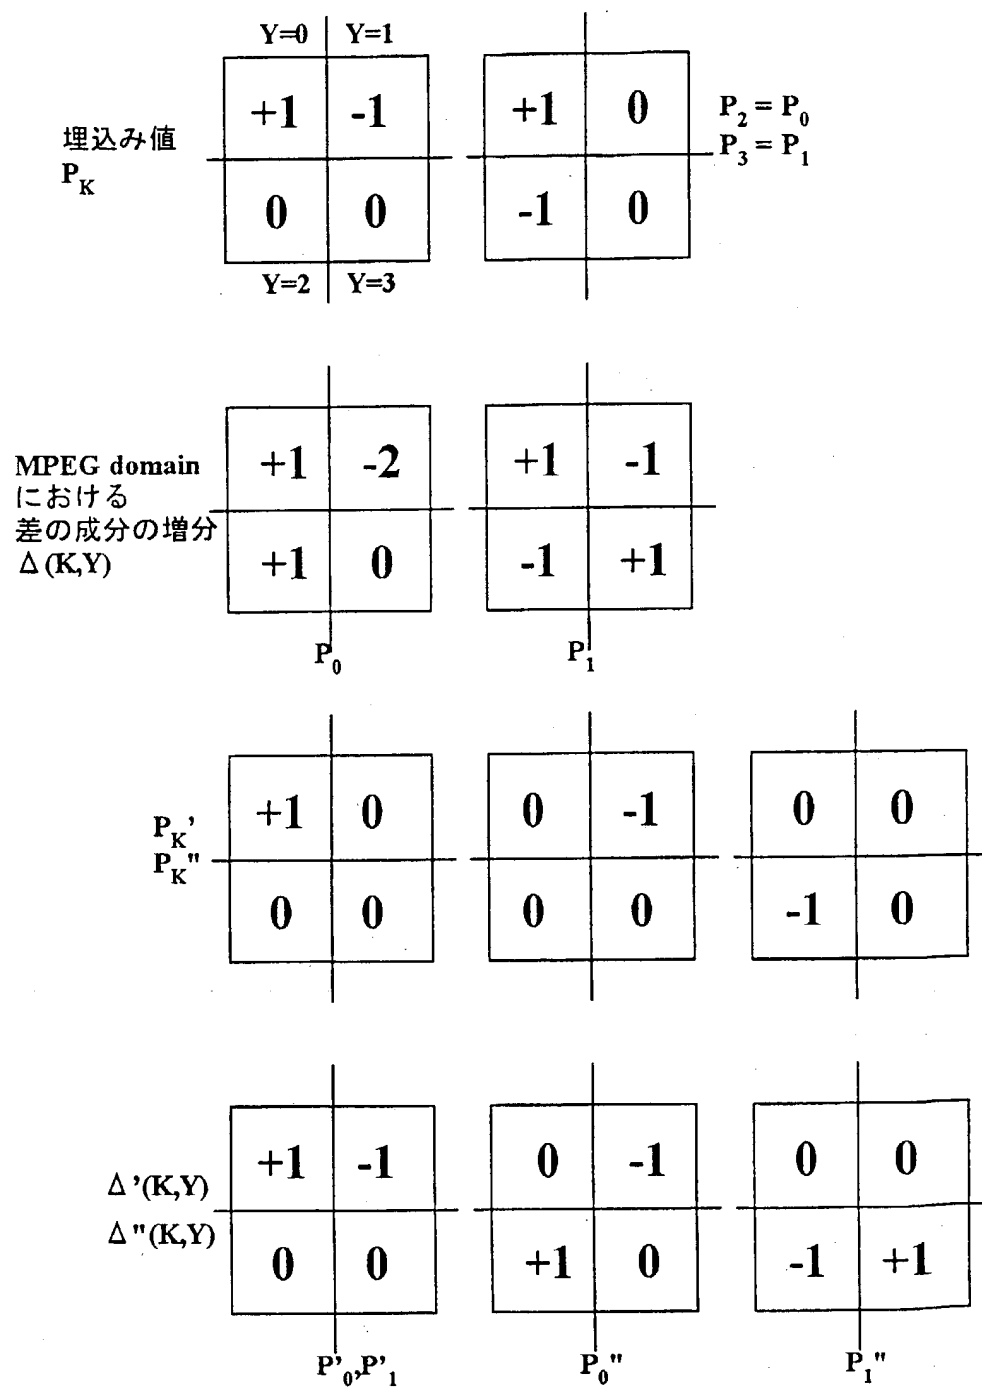 Y=0 Y=1
+1 -1 +1 0
P₂ = P₀
P₃ = P₁
埋込み値
P_K
0 0 -1 0
Y=2 Y=3
+1 -2 +1 -1
MPEG domain
における
差の成分の増分
Δ(K,Y)
+1 0 -1 +1
P₀ P₁
+1 0 0 -1 0 0
P_K'
P_K"
0 0 0 0 -1 0
+1 -1 0 -1 0 0
Δ'(K,Y)
Δ"(K,Y)
0 0 +1 0 -1 +1
P'₀,P'₁ P₀" P₁"